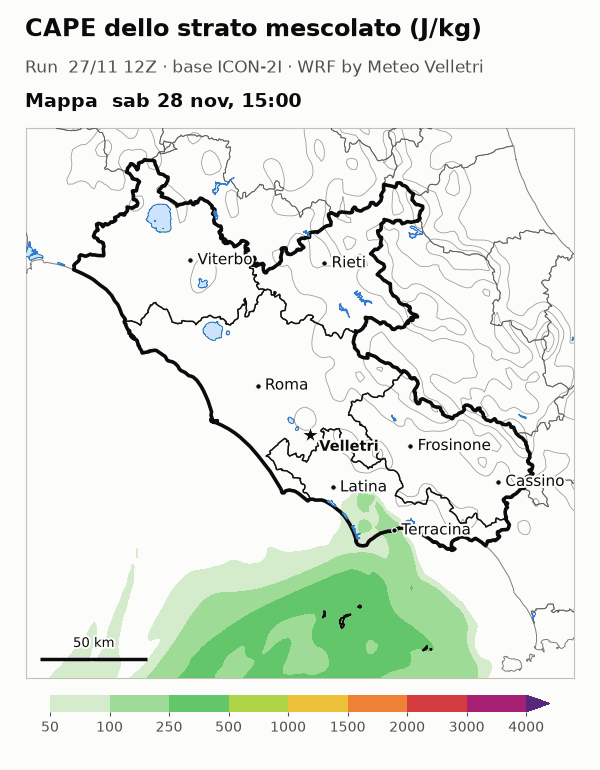 CAPE dello strato mescolato (J/kg)
Run  27/11 12Z · base ICON-2I · WRF by Meteo Velletri
Mappa  sab 28 nov, 15:00
Viterbo
Rieti
Roma
Velletri
Frosinone
Latina
Cassino
Terracina
50 km
50 100 250 500 1000 1500 2000 3000 4000